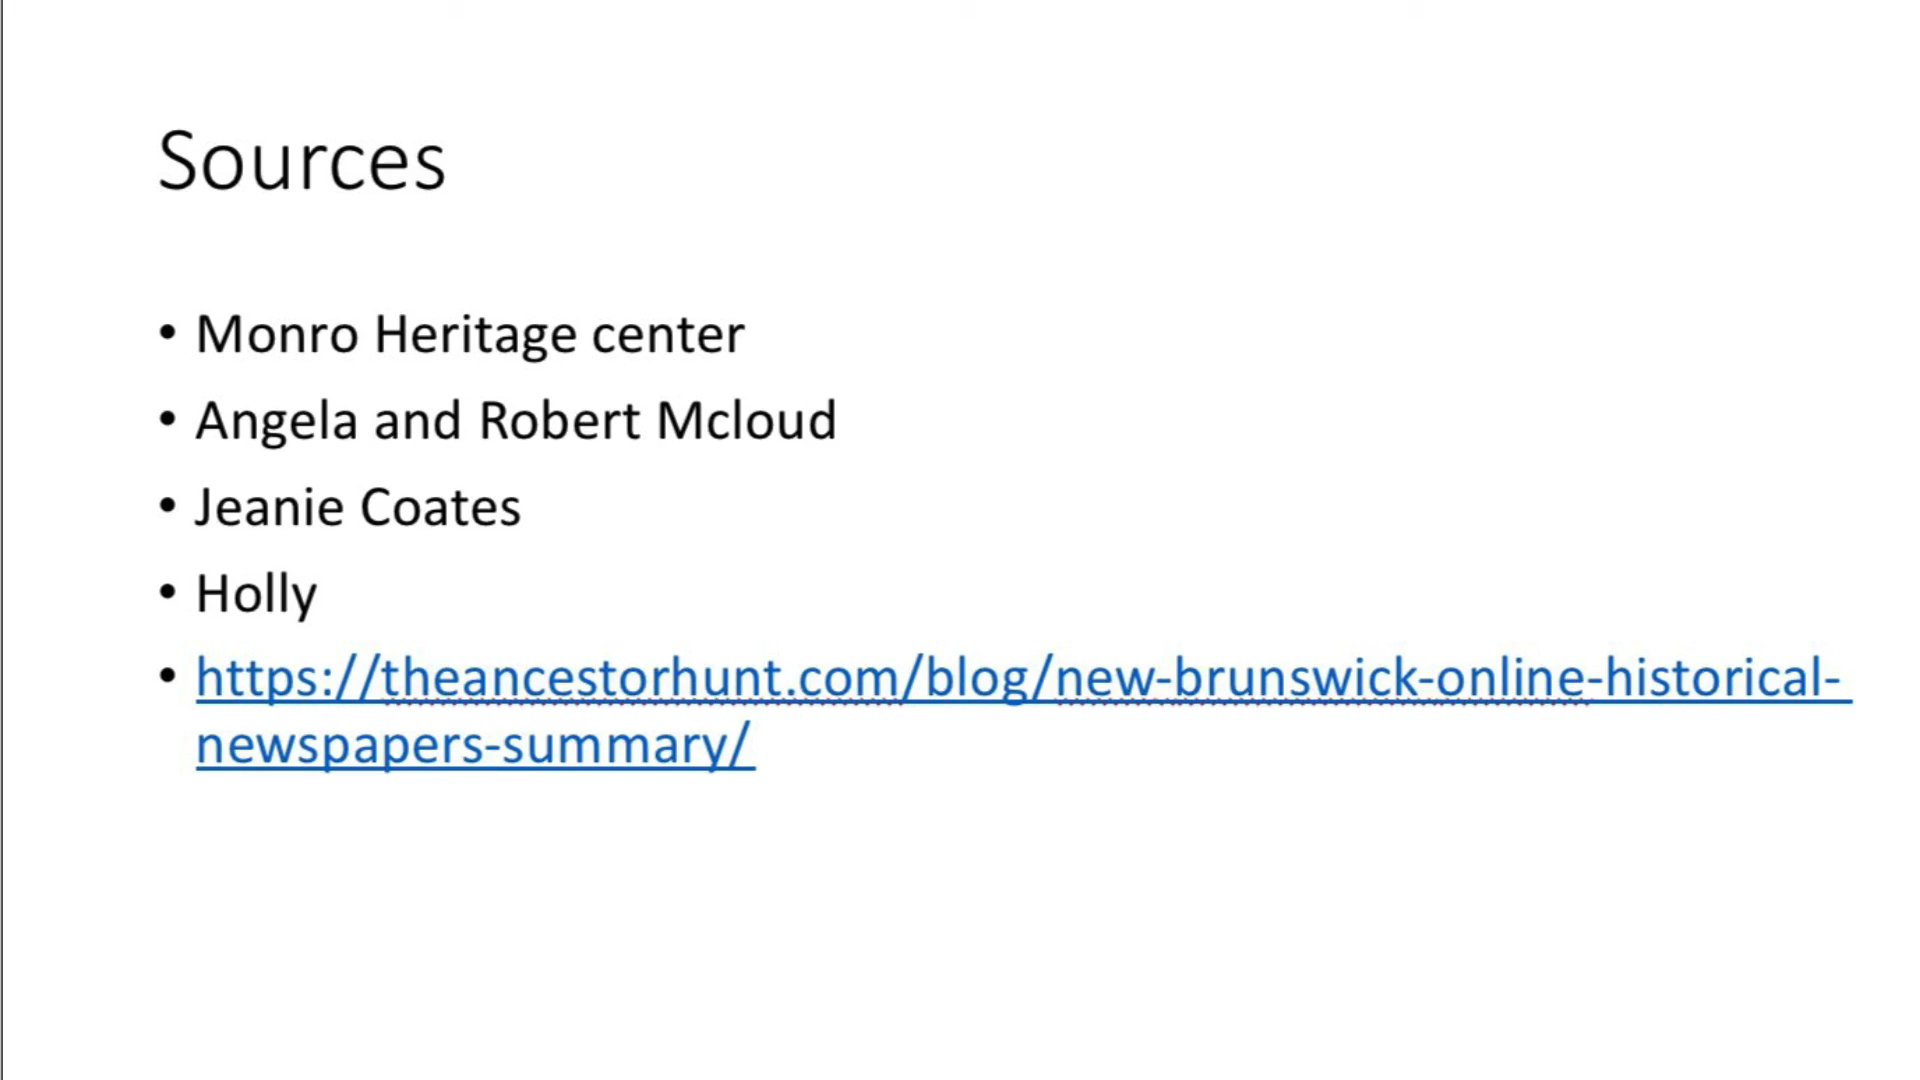 Sources
• Monro Heritage center
• Angela and Robert Mcloud
• Jeanie Coates
• Holly
• https://theancestorhunt.com/blog/new-brunswick-online-historical-
newspapers-summary/